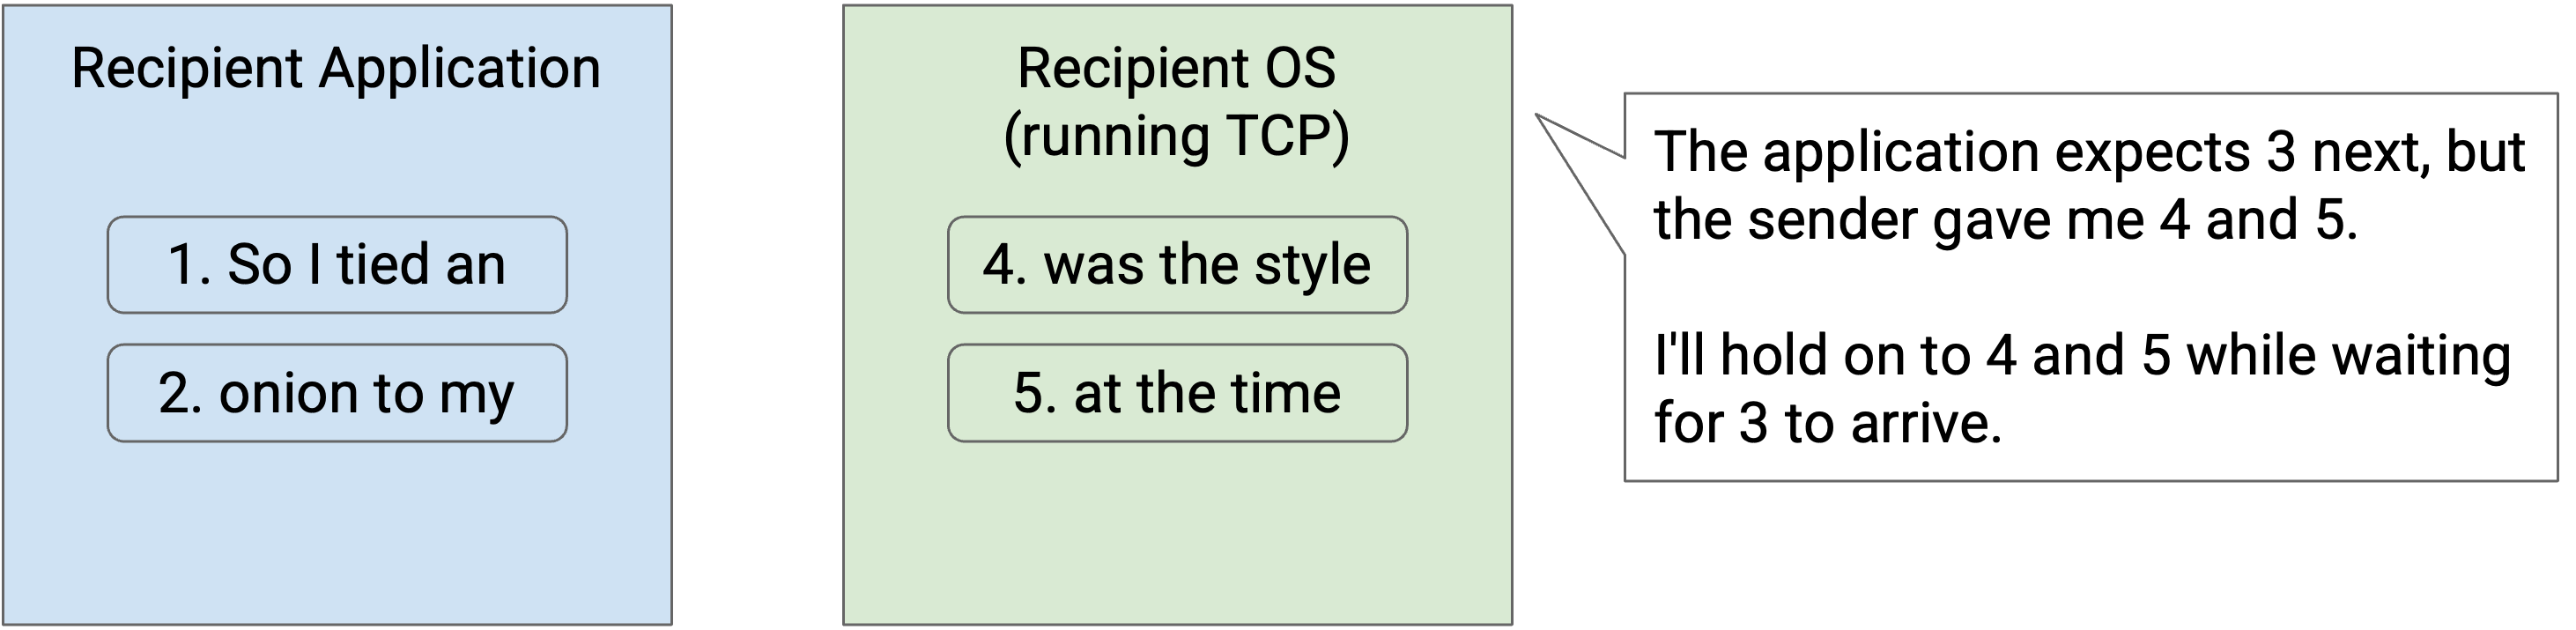 Recipient Application
1. So I tied an
2. onion to my
Recipient OS
(running TCP)
4. was the style
5. at the time
The application expects 3 next, but
the sender gave me 4 and 5.
I'll hold on to 4 and 5 while waiting
for 3 to arrive.